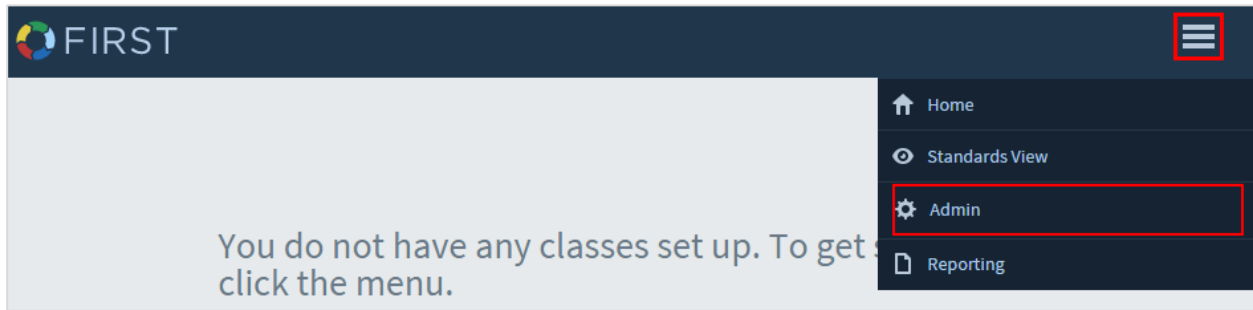 FIRST
Home
Standards View
Admin
Reporting
You do not have any classes set up. To get
click the menu.